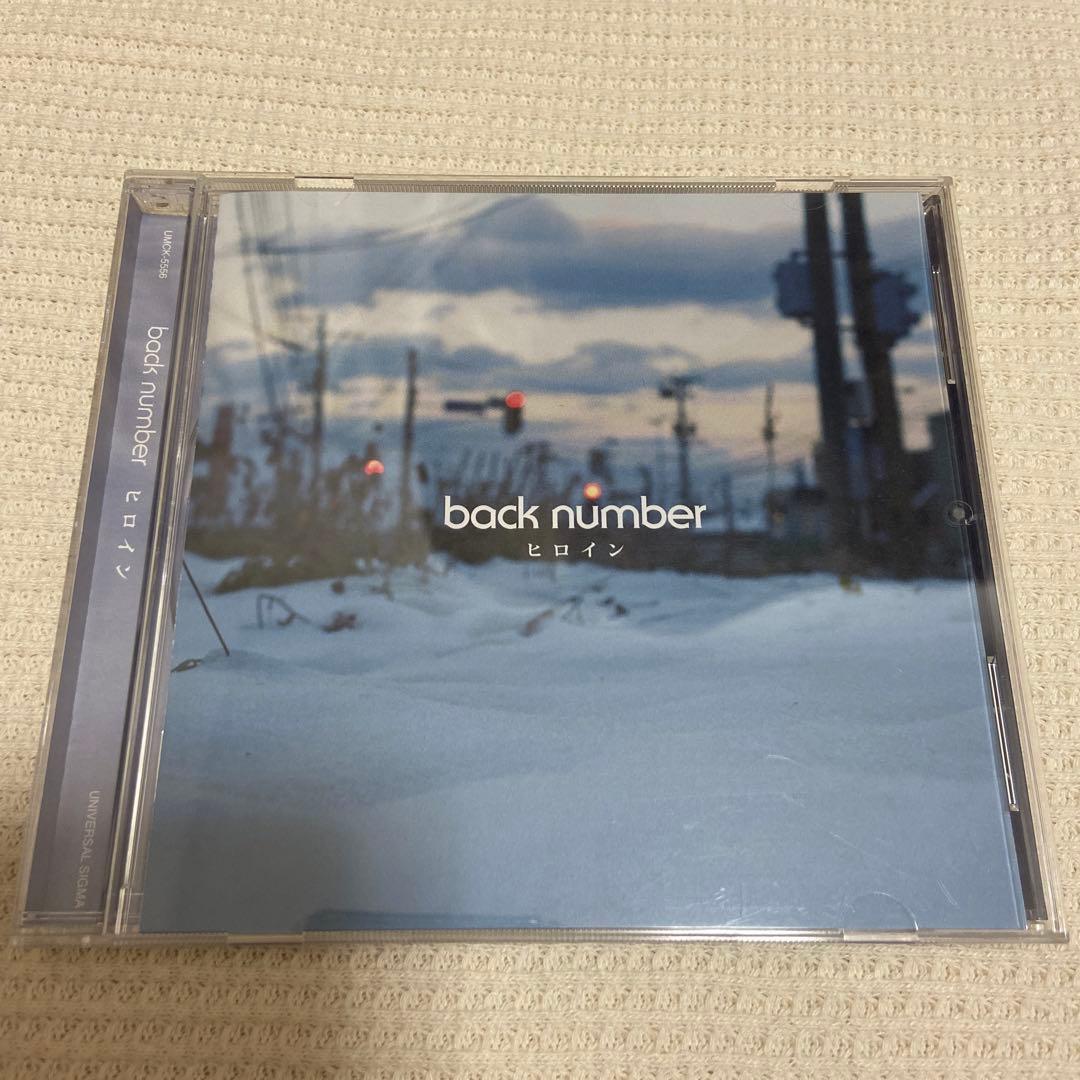 UMCK-5556
back number ヒロイン
UNIVERSAL SIGMA
back number
ヒロイン